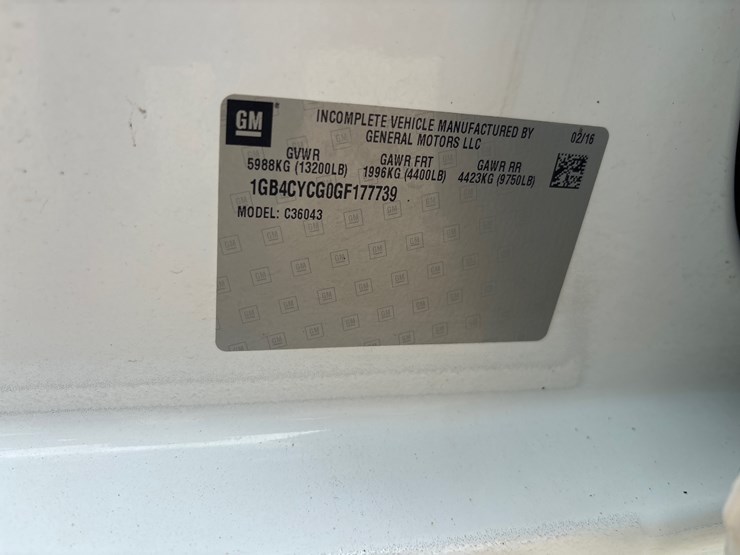 GM
INCOMPLETE VEHICLE MANUFACTURED BY
GENERAL MOTORS LLC
02/16
GVWR
5988KG (13200LB)
GAWR FRT
1996KG (4400LB)
GAWR RR
4423KG (9750LB)
1GB4CYCG0GF177739
MODEL: C36043